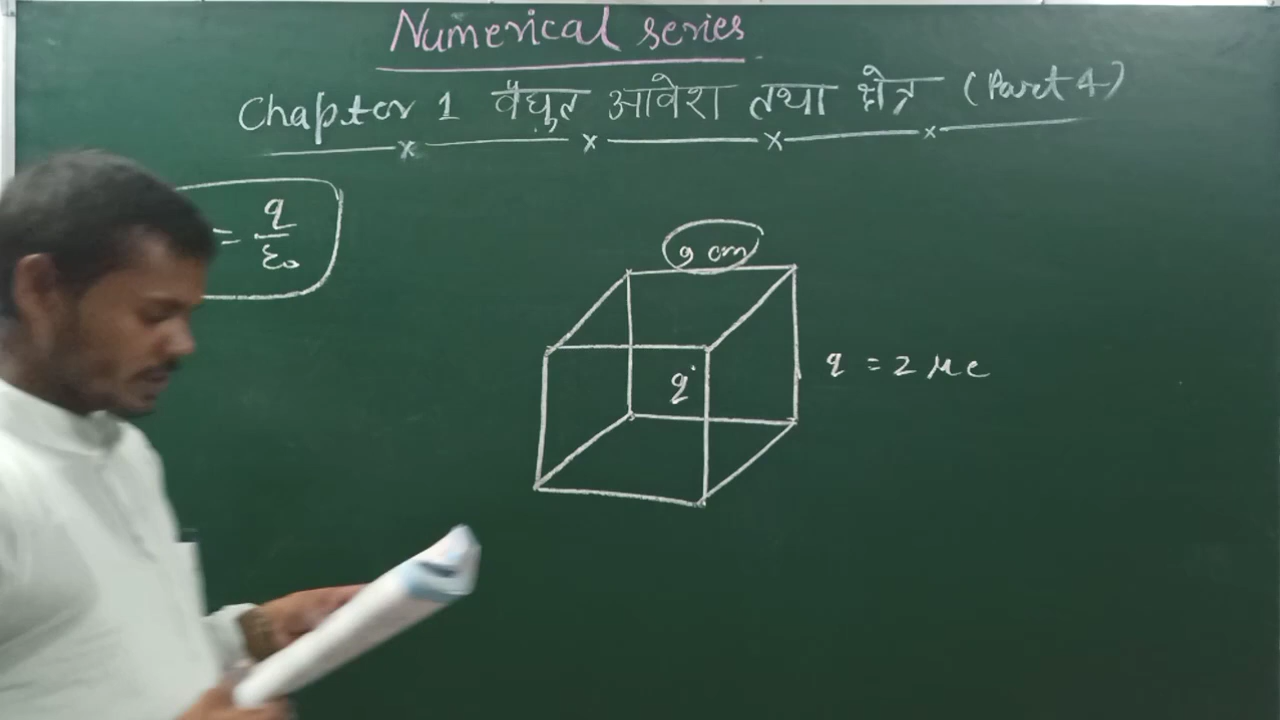 Numerical series
Chapter 1 वैधुत आवेश तथा क्षेत्र (Part 4)
= q/ε₀
9 cm
q
q = 2 μc